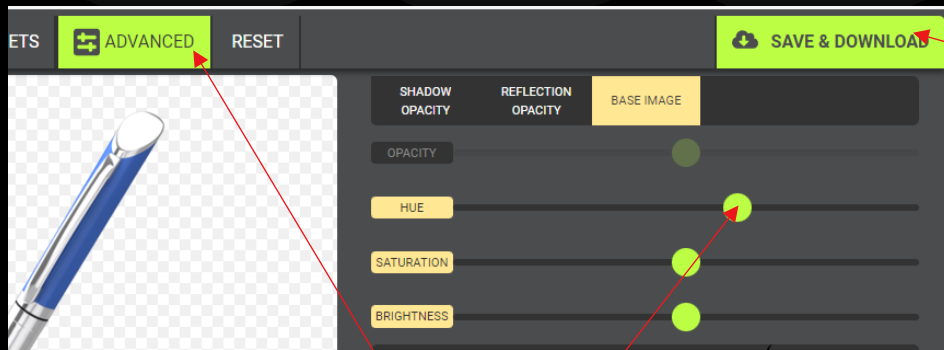 ETS
ADVANCED
RESET
SAVE & DOWNLOAD
SHADOW
OPACITY
REFLECTION
OPACITY
BASE IMAGE
OPACITY
HUE
SATURATION
BRIGHTNESS